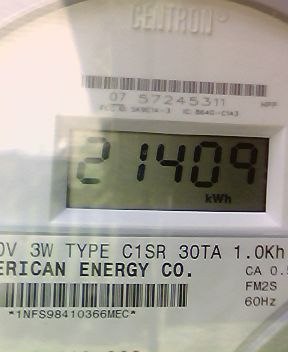 CENTRON
07 57245311
21409
kWh
0V 3W TYPE C1SR 30TA 1.0Kh
ERICAN ENERGY CO.
CA 0.5
FM2S
60Hz
*1NFS98410366MEC*